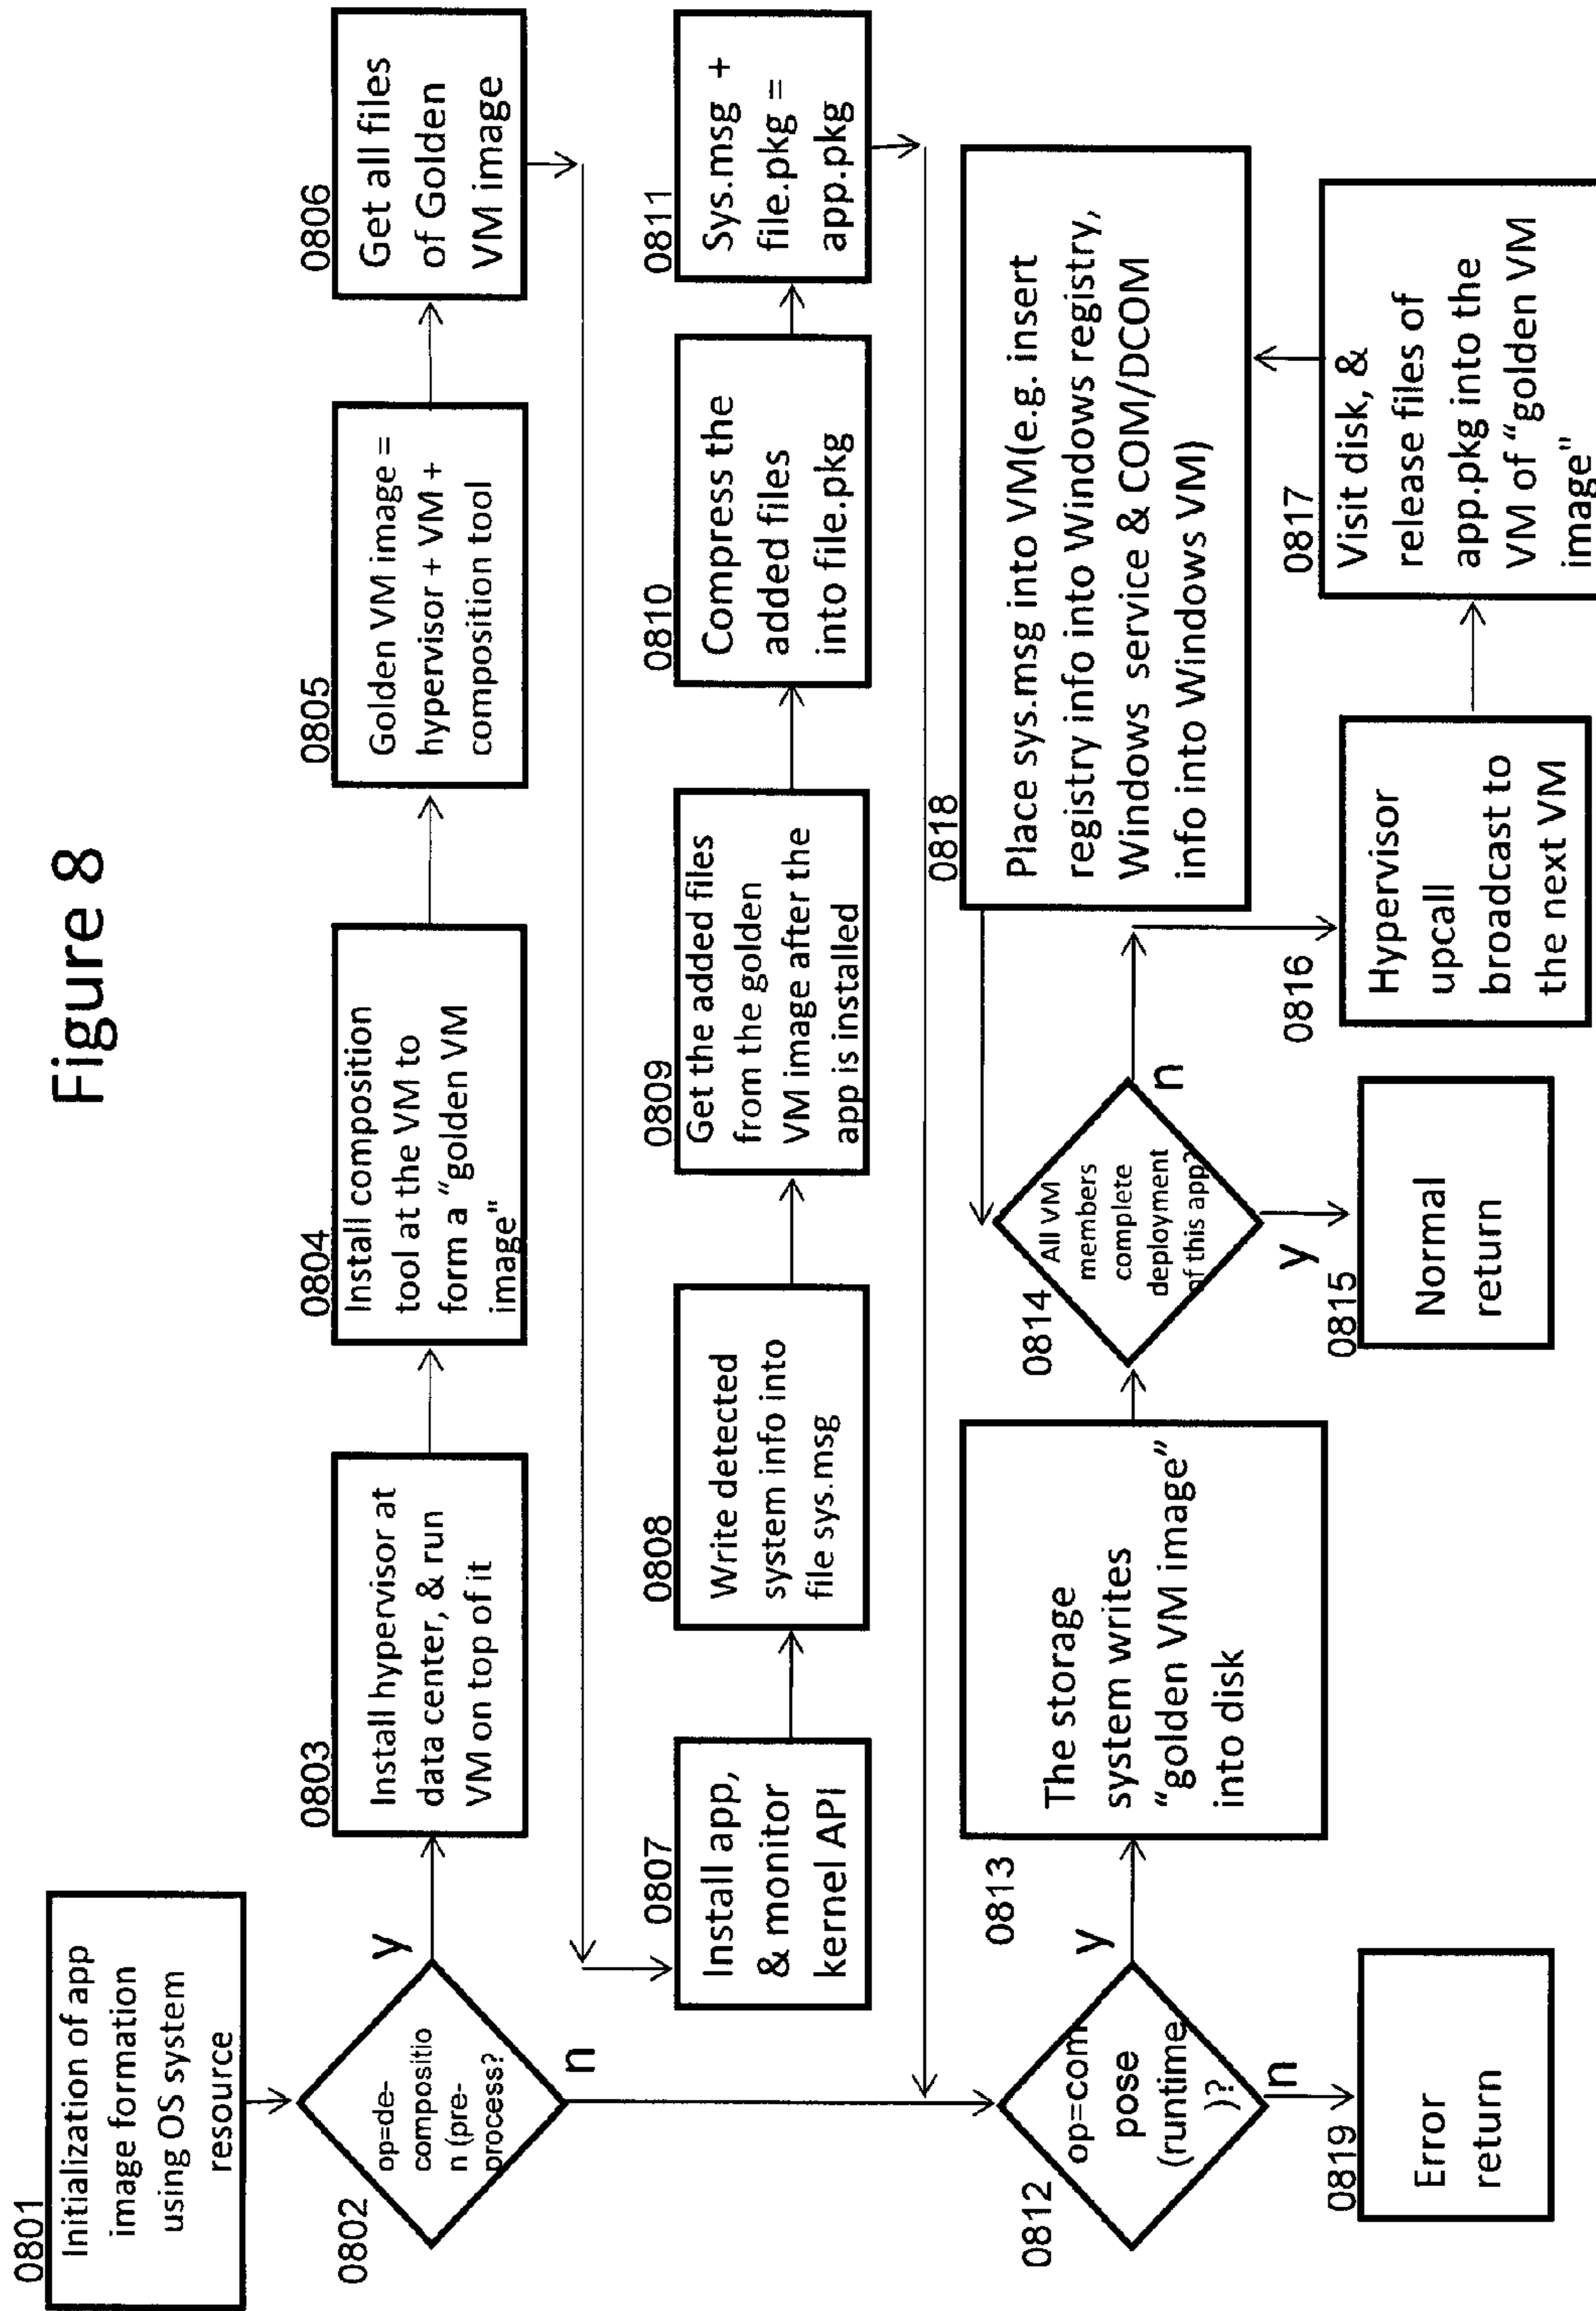 Figure 8
0801
Initialization of app
image formation
using OS system
resource
0802
op=de-
compositio
n (pre-
process?
y
n
0803
Install hypervisor at
data center, & run
VM on top of it
0804
Install composition
tool at the VM to
form a “golden VM
image"
0805
Golden VM image =
hypervisor + VM +
composition tool
0806
Get all files
of Golden
VM image
0807
Install app,
& monitor
kernel API
0808
Write detected
system info into
file sys.msg
0809
Get the added files
from the golden
VM image after the
app is installed
0810
Compress the
added files
into file.pkg
0811
Sys.msg +
file.pkg =
app.pkg
0812
op=com
pose
(runtime
)?
y
n
0813
The storage
system writes
“golden VM image”
into disk
0814
All VM
members
complete
deployment
of this app?
y
n
0815
Normal
return
0816
Hypervisor
upcall
broadcast to
the next VM
0817
Visit disk, &
release files of
app.pkg into the
VM of “golden VM
image"
0818
Place sys.msg into VM(e.g. insert
registry info into Windows registry,
Windows service & COM/DCOM
info into Windows VM)
0819
Error
return